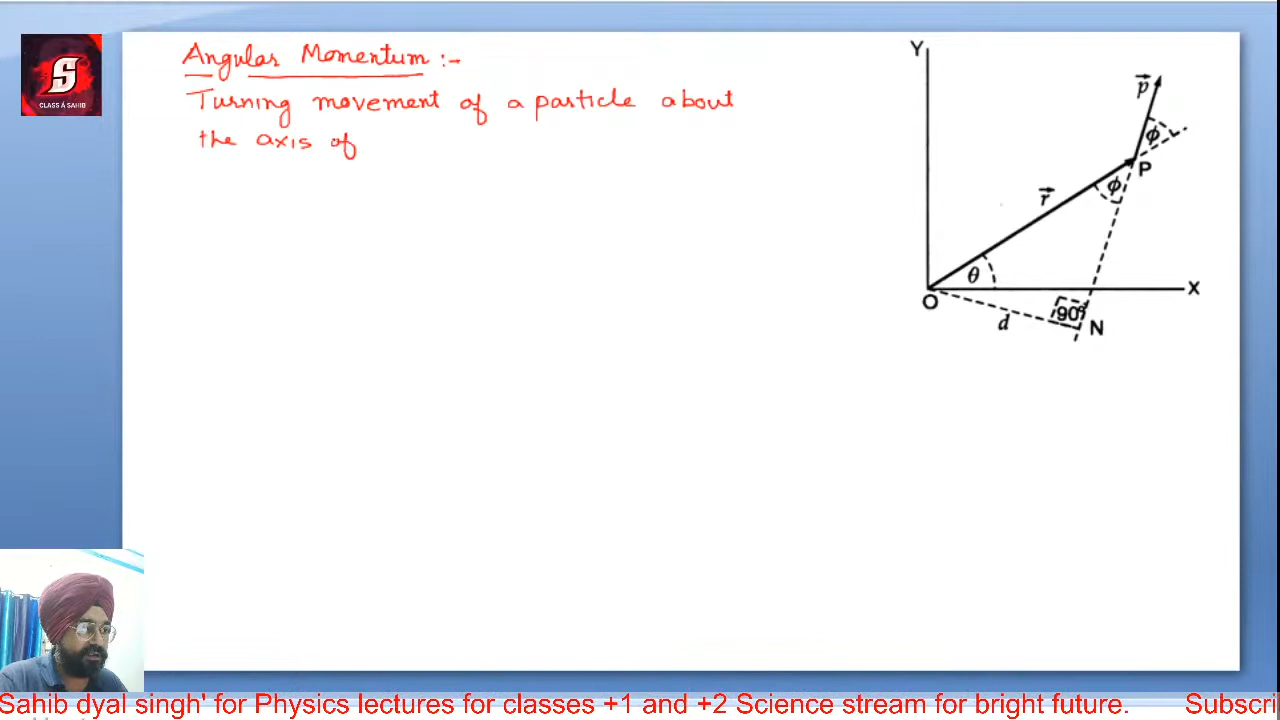 Angular Momentum :-
Turning movement of a particle about
the axis of
S
CLASS Á SAHIB
Y
p
ϕ
P
ϕ
r
θ
X
O
90°
d
N
Sahib dyal singh' for Physics lectures for classes +1 and +2 Science stream for bright future. Subscri